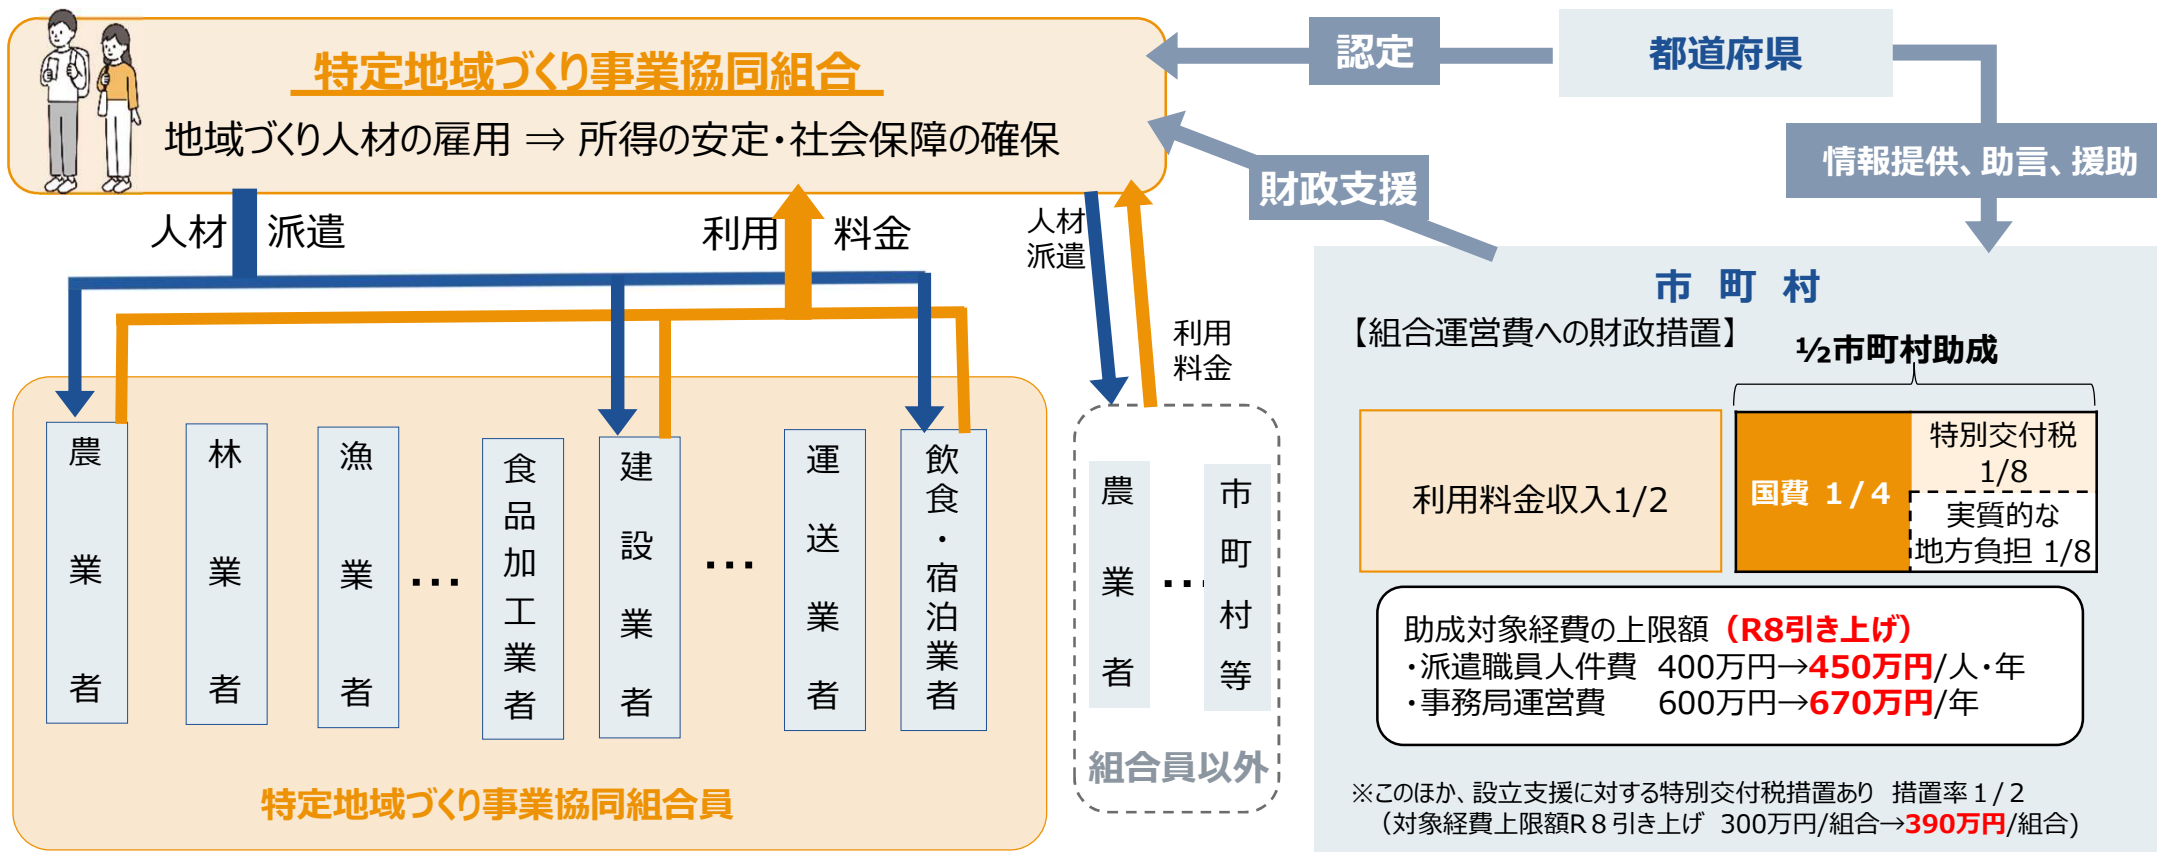 特定地域づくり事業協同組合
地域づくり人材の雇用 ⇒ 所得の安定・社会保障の確保
認定
都道府県
情報提供、助言、援助
財政支援
人材 派遣
利用 料金
人材
派遣
利用
料金
農業者
林業者
漁業者
…
食品加工業者
建設業者
…
運送業者
飲食・宿泊業者
特定地域づくり事業協同組合員
農業者
…
市町村等
組合員以外
市 町 村
【組合運営費への財政措置】
½市町村助成
利用料金収入1/2
国費 1/4
特別交付税
1/8
実質的な
地方負担 1/8
助成対象経費の上限額（R8引き上げ）
・派遣職員人件費 400万円→450万円/人・年
・事務局運営費 600万円→670万円/年
※このほか、設立支援に対する特別交付税措置あり 措置率１/２
（対象経費上限額R８引き上げ 300万円/組合→390万円/組合)